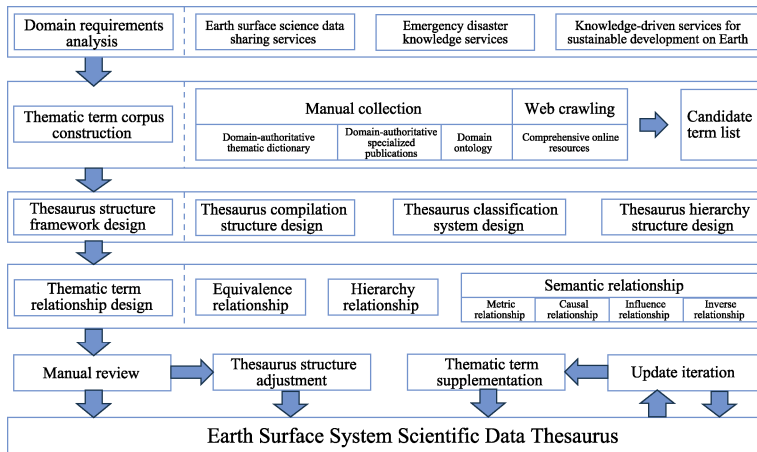 Domain requirements
analysis
Earth surface science data
sharing services
Emergency disaster
knowledge services
Knowledge-driven services for
sustainable development on Earth
Thematic term corpus
construction
Manual collection
Web crawling
Domain-authoritative
thematic dictionary
Domain-authoritative
specialized
publications
Domain
ontology
Comprehensive online
resources
Candidate
term list
Thesaurus structure
framework design
Thesaurus compilation
structure design
Thesaurus classification
system design
Thesaurus hierarchy
structure design
Thematic term
relationship design
Equivalence
relationship
Hierarchy
relationship
Semantic relationship
Metric
relationship
Causal
relationship
Influence
relationship
Inverse
relationship
Manual review
Thesaurus structure
adjustment
Thematic term
supplementation
Update iteration
Earth Surface System Scientific Data Thesaurus